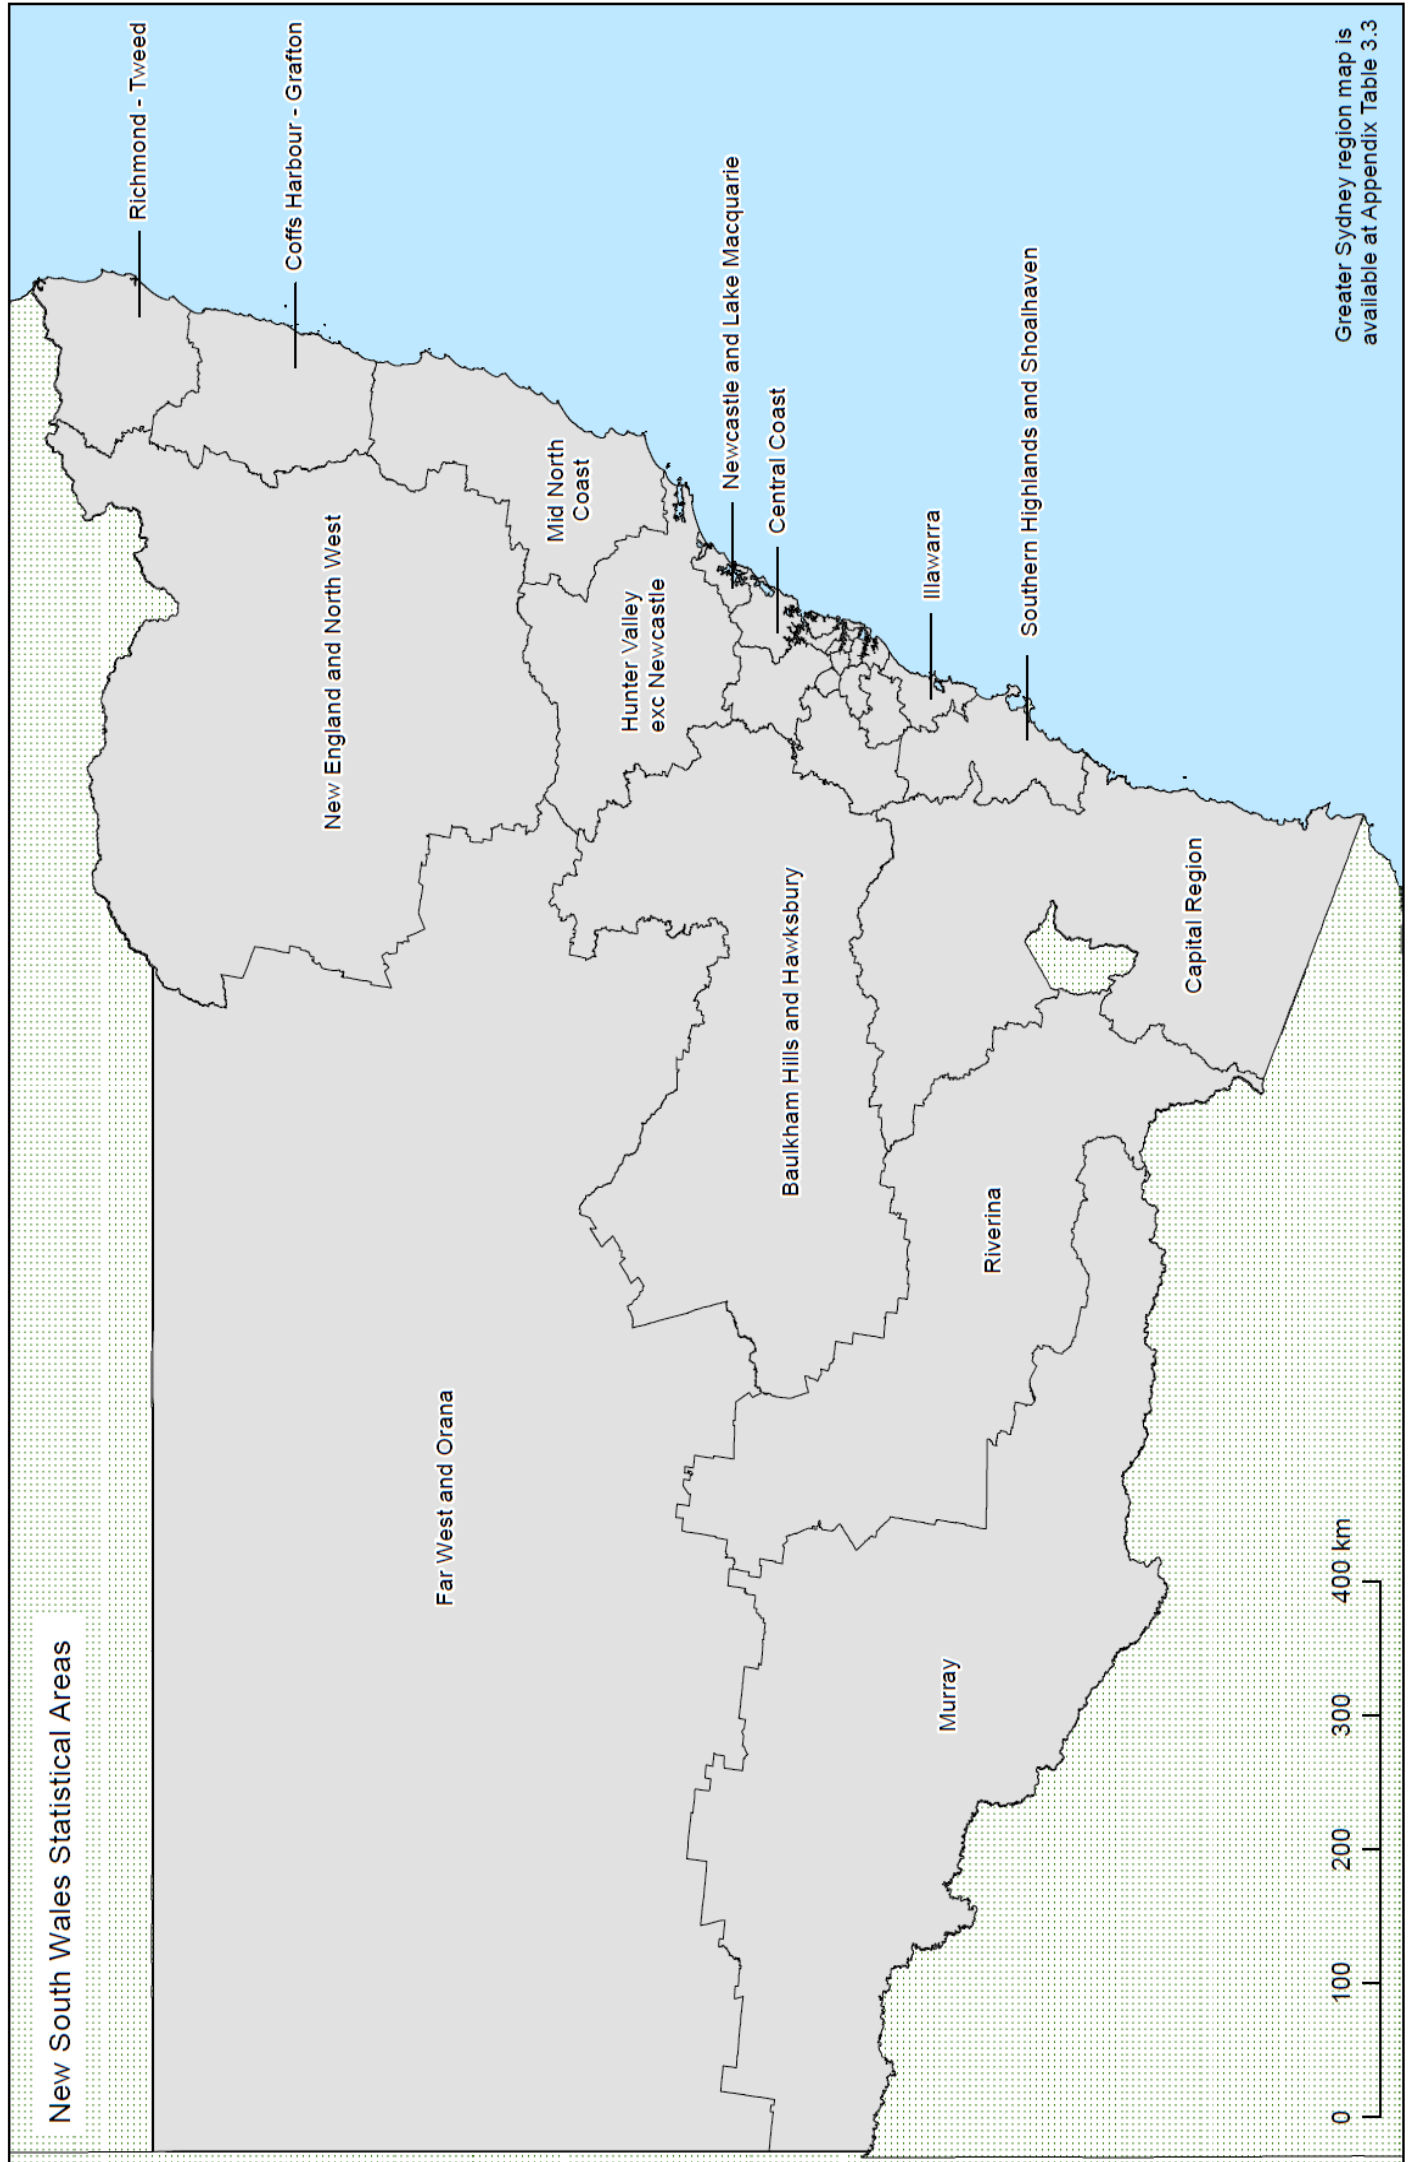 New South Wales Statistical Areas
Richmond - Tweed
Coffs Harbour - Grafton
New England and North West
Far West and Orana
Mid North
Coast
Hunter Valley
exc Newcastle
Newcastle and Lake Macquarie
Central Coast
Baulkham Hills and Hawksbury
Illawarra
Murray
Riverina
Southern Highlands and Shoalhaven
Capital Region
0 100 200 300 400 km
Greater Sydney region map is
available at Appendix Table 3.3